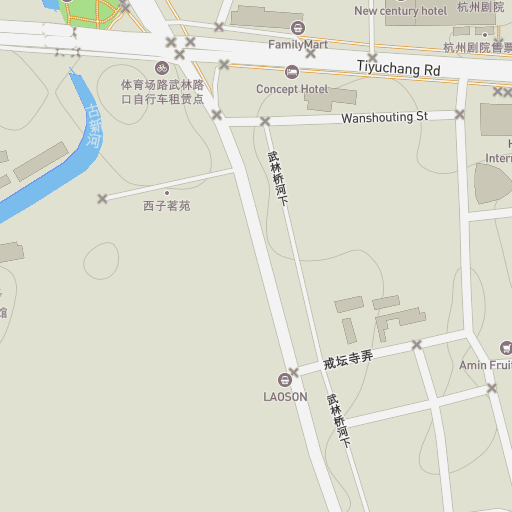 New century hotel
杭州剧院
FamilyMart
杭州剧院售票
Tiyuchang Rd
体育场路武林路
口自行车租赁点
Concept Hotel
Wanshouting St
古新河
H
Interi
武林桥河下
西子茗苑
馆
戒坛寺弄
Amin Fruit
LAOSON
武林桥河下